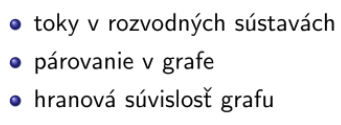 • toky v rozvodných sústavách
• párovanie v grafe
• hranová súvislosť grafu